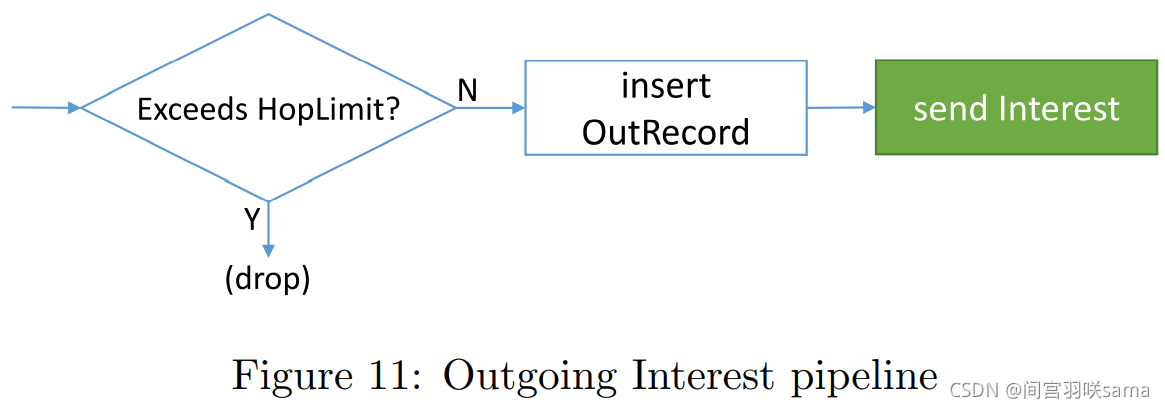 Exceeds HopLimit?
N
insert
OutRecord
send Interest
Y
(drop)
Figure 11: Outgoing Interest pipeline
CSDN @间宫羽咲sama